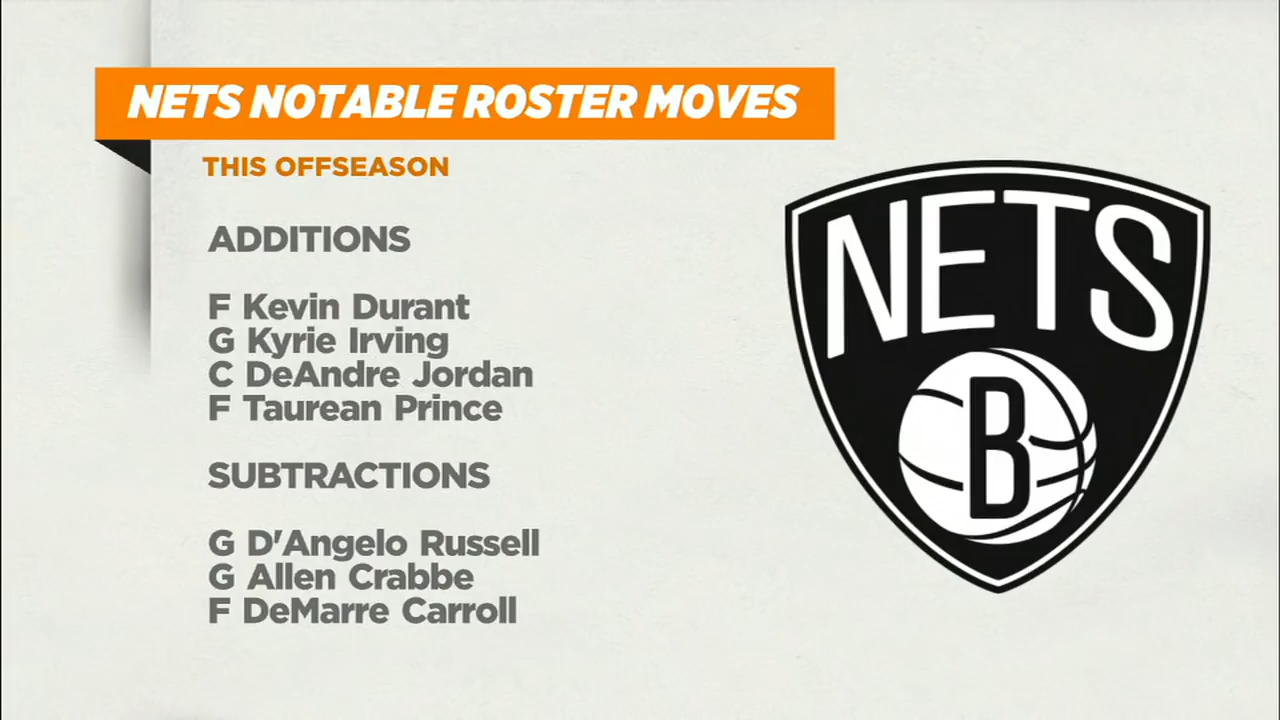 NETS NOTABLE ROSTER MOVES
THIS OFFSEASON
ADDITIONS
F Kevin Durant
G Kyrie Irving
C DeAndre Jordan
F Taurean Prince
SUBTRACTIONS
G D'Angelo Russell
G Allen Crabbe
F DeMarre Carroll
NETS
B